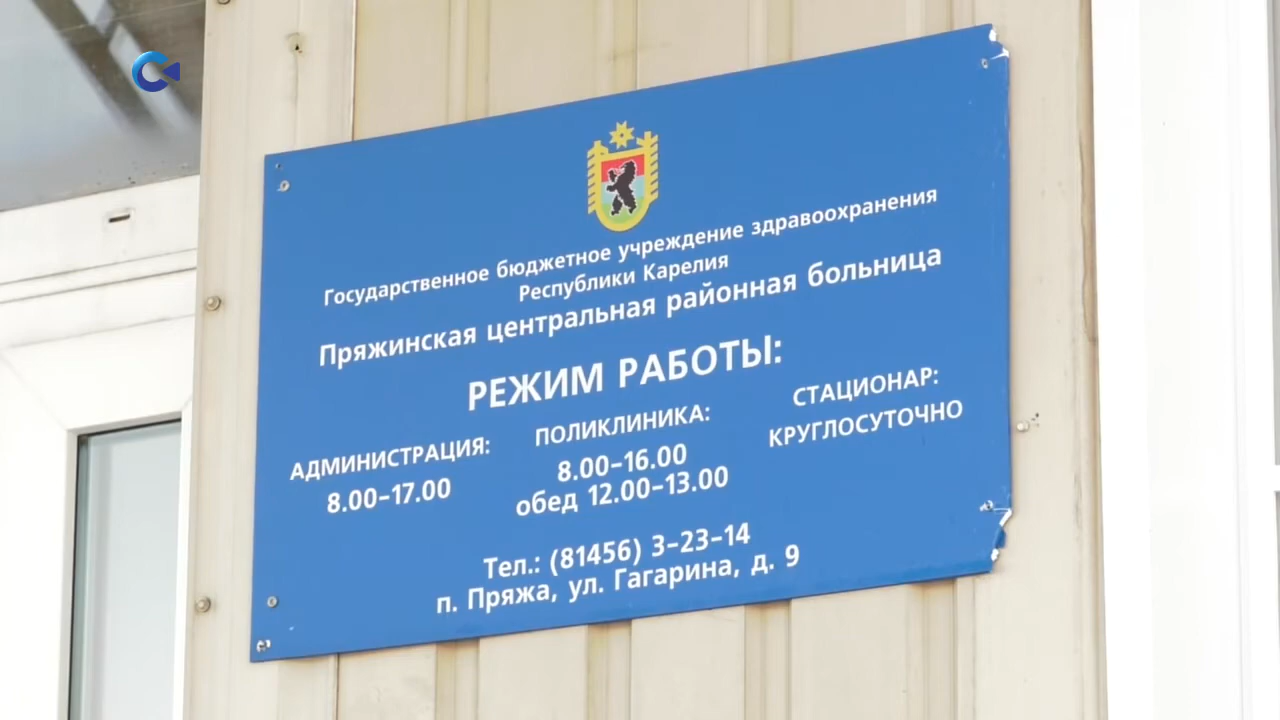 Государственное бюджетное учреждение здравоохранения
Республики Карелия
Пряжинская центральная районная больница
РЕЖИМ РАБОТЫ:
АДМИНИСТРАЦИЯ:
8.00-17.00
ПОЛИКЛИНИКА:
8.00-16.00
обед 12.00-13.00
СТАЦИОНАР:
КРУГЛОСУТОЧНО
Тел.: (81456) 3-23-14
п. Пряжа, ул. Гагарина, д. 9